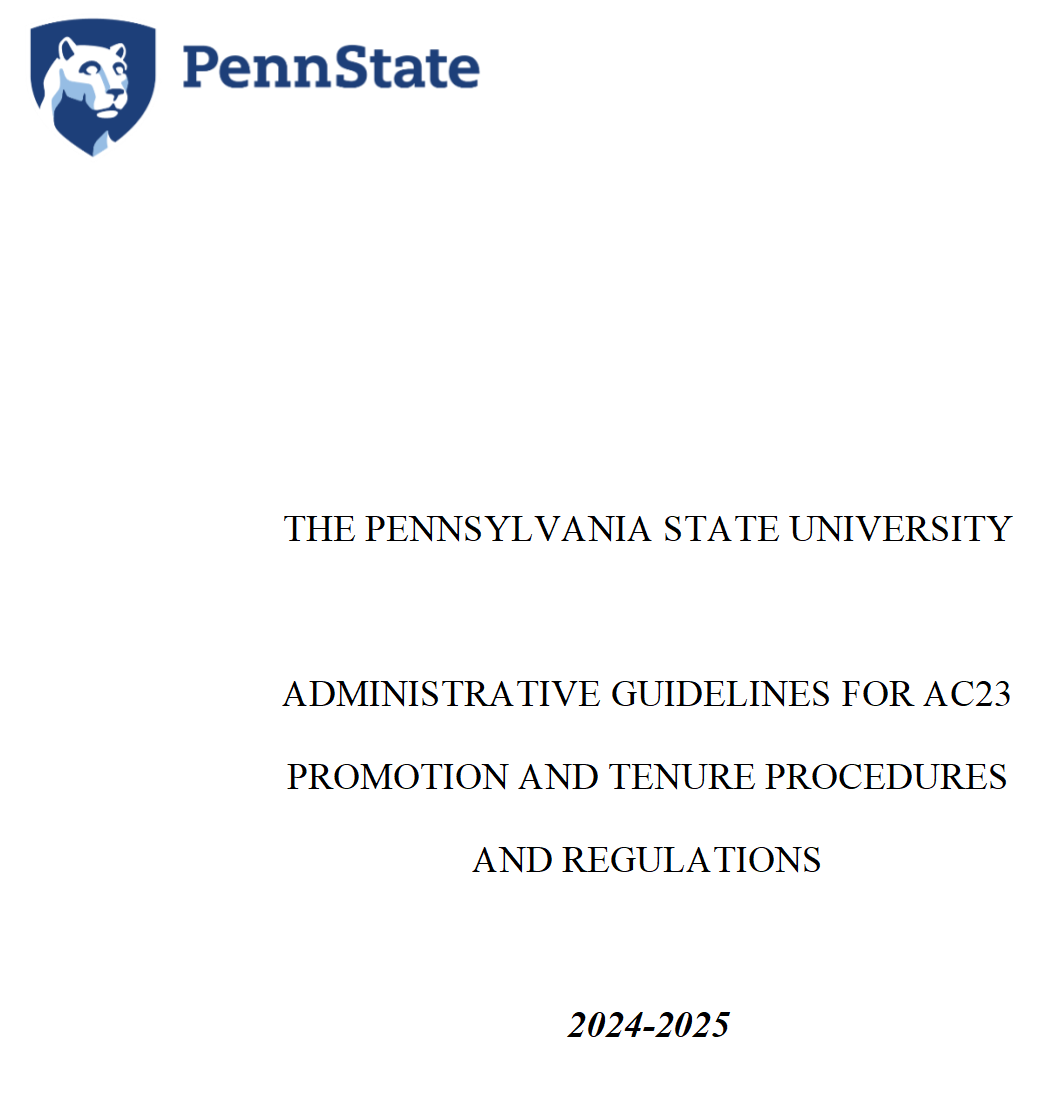 PennState
THE PENNSYLVANIA STATE UNIVERSITY
ADMINISTRATIVE GUIDELINES FOR AC23
PROMOTION AND TENURE PROCEDURES
AND REGULATIONS
2024-2025